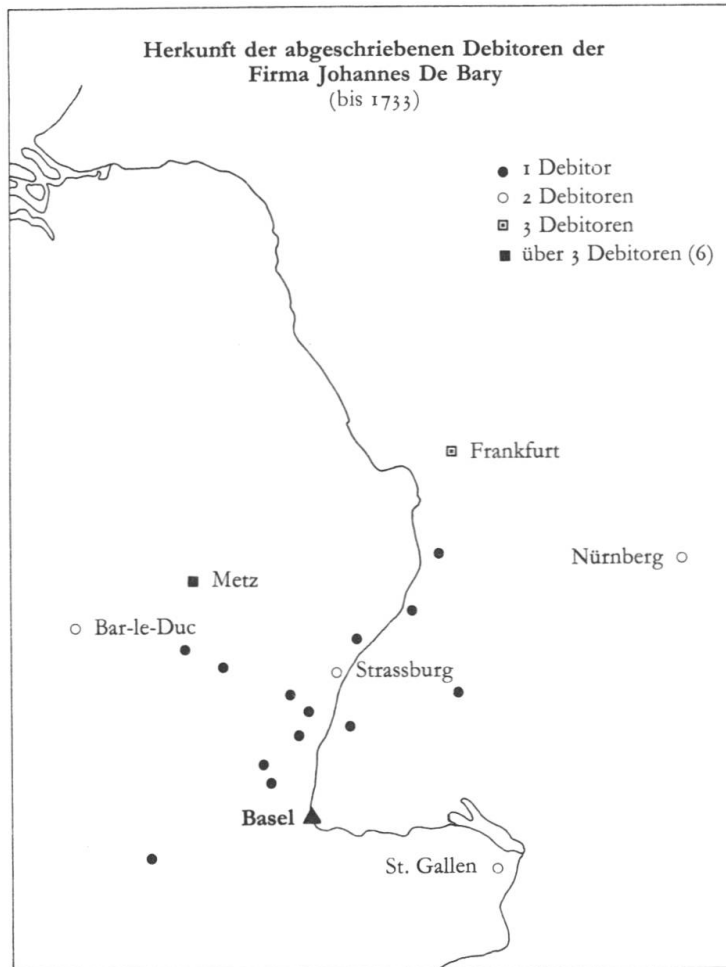 Herkunft der abgeschriebenen Debitoren der
Firma Johannes De Bary
(bis 1733)
1 Debitor
2 Debitoren
3 Debitoren
über 3 Debitoren (6)
Frankfurt
Nürnberg
Metz
Bar-le-Duc
Strassburg
Basel
St. Gallen